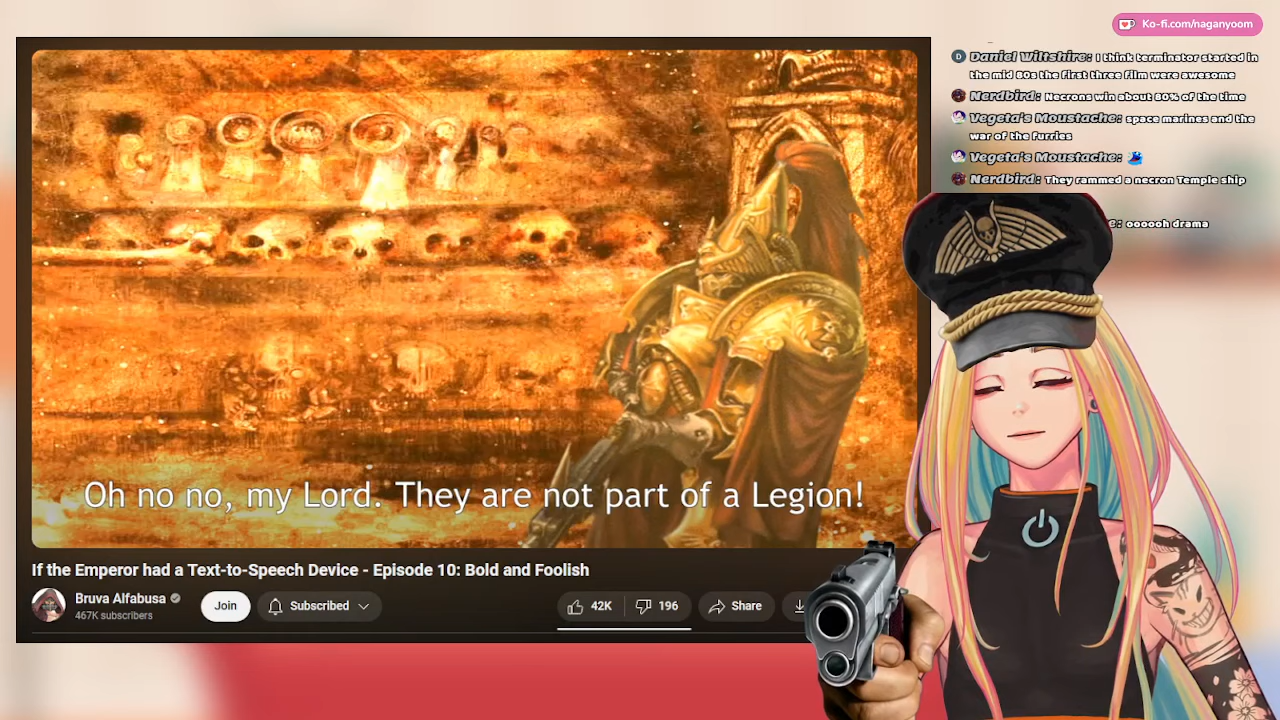 Ko-fi.com/naganyoom
Daniel Wiltshire: I think terminator started in
the mid 80s the first three film were awesome
Nerdbird: Necrons win about 80% of the time
Vegeta's Moustache: space marines and the
war of the furries
Vegeta's Moustache:
Nerdbird: They rammed a necron Temple ship
: oooooh drama
Oh no no, my Lord. They are not part of a Legion!
If the Emperor had a Text-to-Speech Device - Episode 10: Bold and Foolish
Bruva Alfabusa
467K subscribers
Join
Subscribed
42K
196
Share